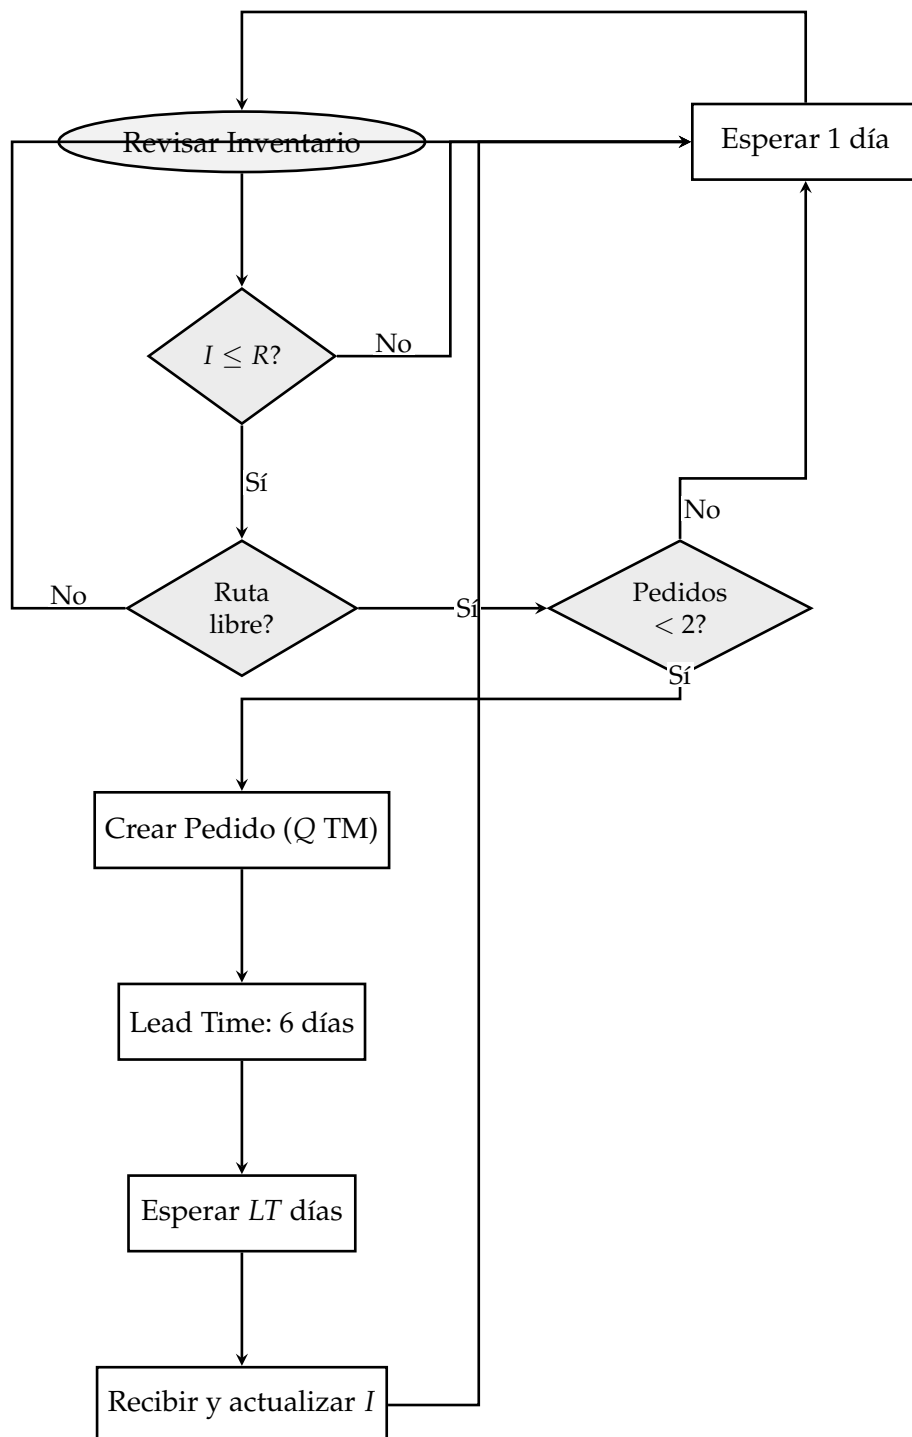 Revisar Inventario
Esperar 1 día
I ≤ R?
No
Sí
No
Ruta
libre?
No
Sí
Pedidos
< 2?
Sí
Crear Pedido (Q TM)
Lead Time: 6 días
Esperar LT días
Recibir y actualizar I